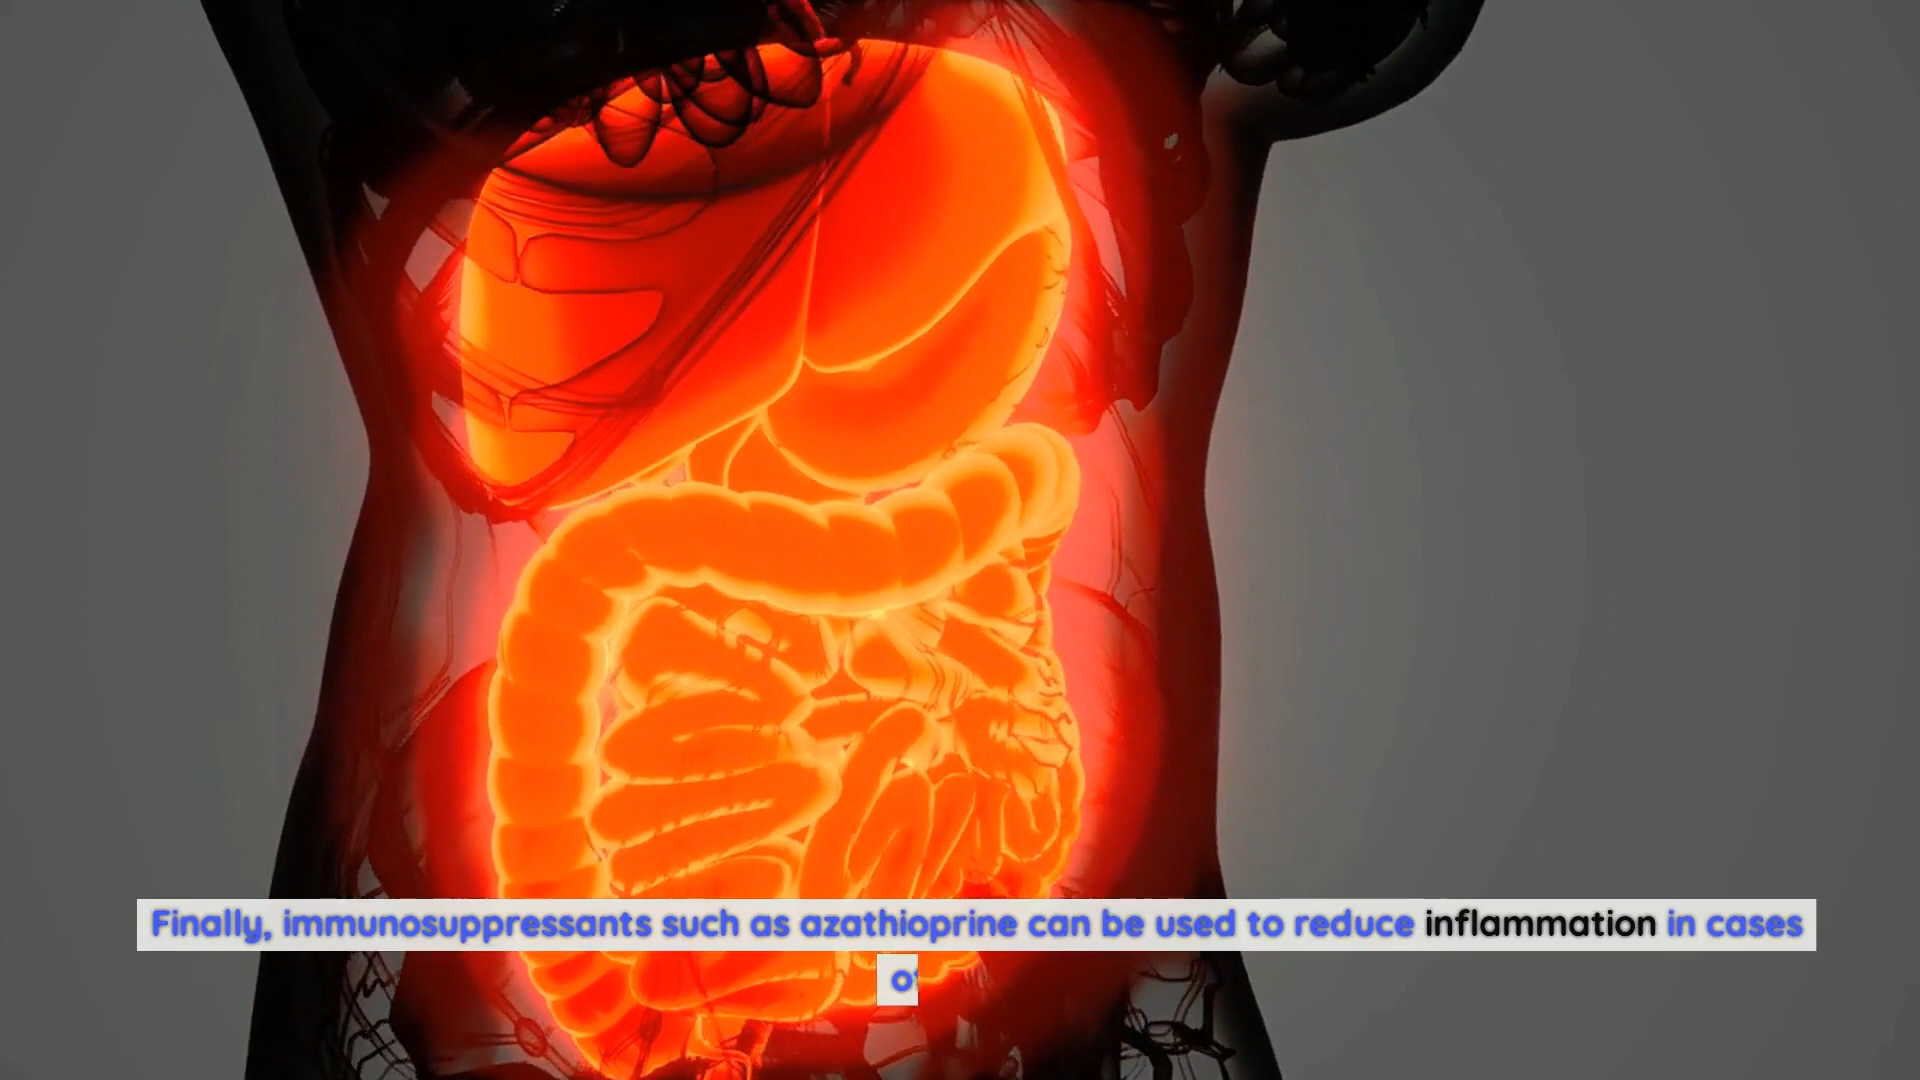 Finally, immunosuppressants such as azathioprine can be used to reduce inflammation in cases
of